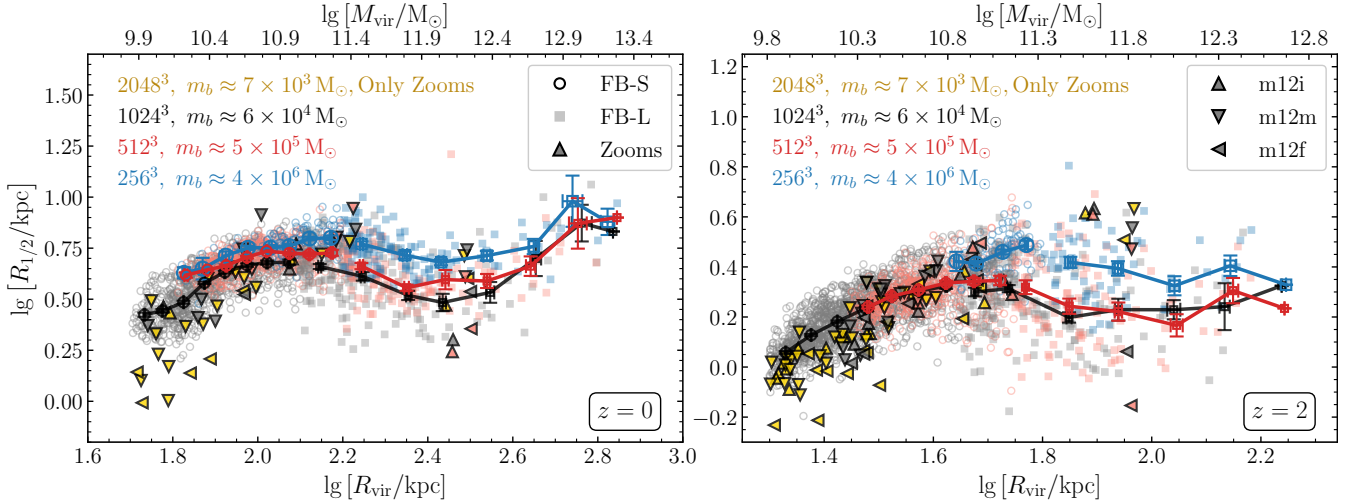 lg [M_vir/M_⊙]
9.9 10.4 10.9 11.4 11.9 12.4 12.9 13.4
2048³, m_b ≈ 7 × 10³ M_⊙, Only Zooms
1024³, m_b ≈ 6 × 10⁴ M_⊙
512³, m_b ≈ 5 × 10⁵ M_⊙
256³, m_b ≈ 4 × 10⁶ M_⊙
FB-S
FB-L
Zooms
lg [R_1/2/kpc]
1.50
1.25
1.00
0.75
0.50
0.25
0.00
z = 0
1.6 1.8 2.0 2.2 2.4 2.6 2.8 3.0
lg [R_vir/kpc]
lg [M_vir/M_⊙]
9.8 10.3 10.8 11.3 11.8 12.3 12.8
2048³, m_b ≈ 7 × 10³ M_⊙, Only Zooms
1024³, m_b ≈ 6 × 10⁴ M_⊙
512³, m_b ≈ 5 × 10⁵ M_⊙
256³, m_b ≈ 4 × 10⁶ M_⊙
m12i
m12m
m12f
lg [R_1/2/kpc]
1.2
1.0
0.8
0.6
0.4
0.2
0.0
−0.2
z = 2
1.4 1.6 1.8 2.0 2.2
lg [R_vir/kpc]